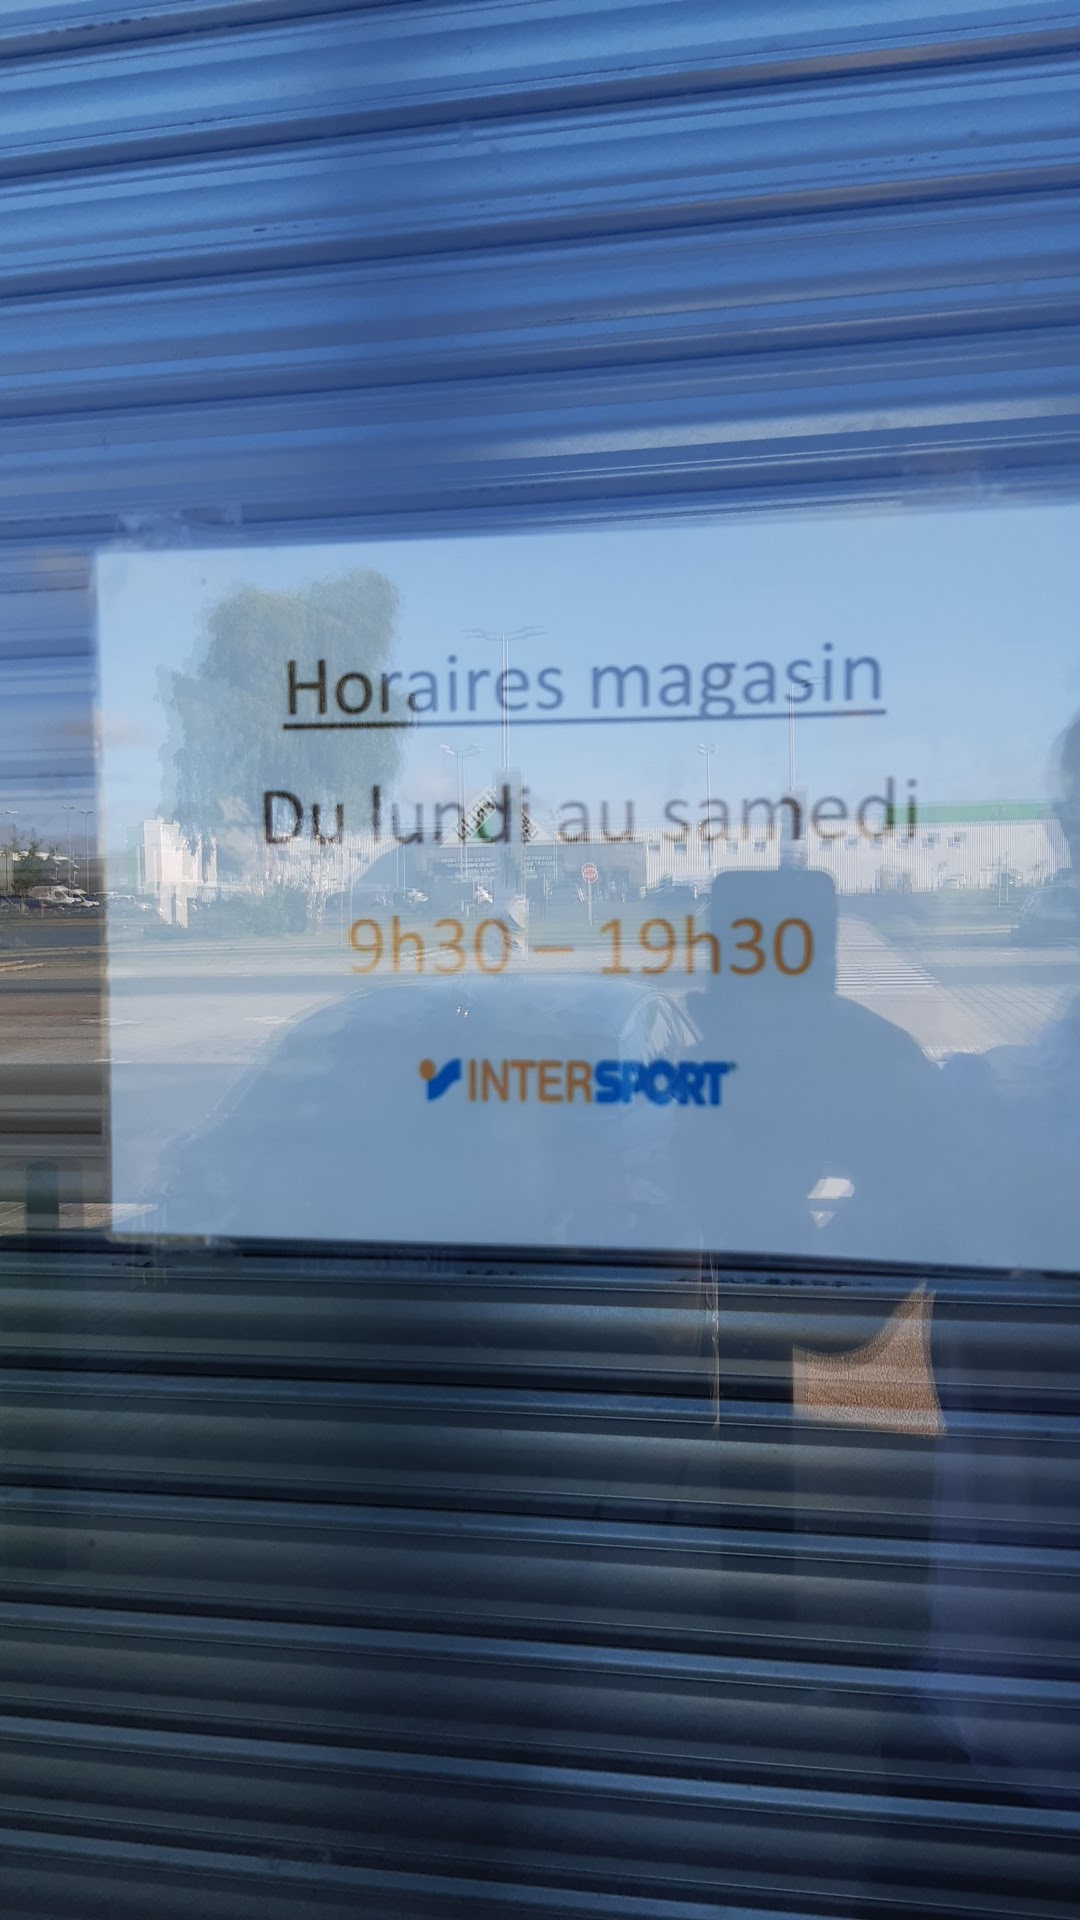 Horaires magasin
Du lundi au samedi
9h30 – 19h30
INTERSPORT